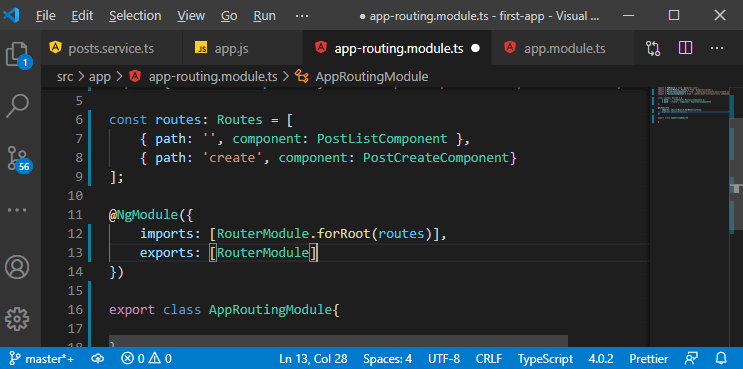 File Edit Selection View Go Run ··· ● app-routing.module.ts - first-app - Visual ...
posts.service.ts JS app.js app-routing.module.ts ● app.module.ts ···
src > app > app-routing.module.ts > AppRoutingModule
5
6 const routes: Routes = [
7 { path: '', component: PostListComponent },
8 { path: 'create', component: PostCreateComponent}
9 ];
10
11 @NgModule({
12 imports: [RouterModule.forRoot(routes)],
13 exports: [RouterModule]
14 })
15
16 export class AppRoutingModule{
17
18 }
1
56
master*+ 0 0 Ln 13, Col 28 Spaces: 4 UTF-8 CRLF TypeScript 4.0.2 Prettier